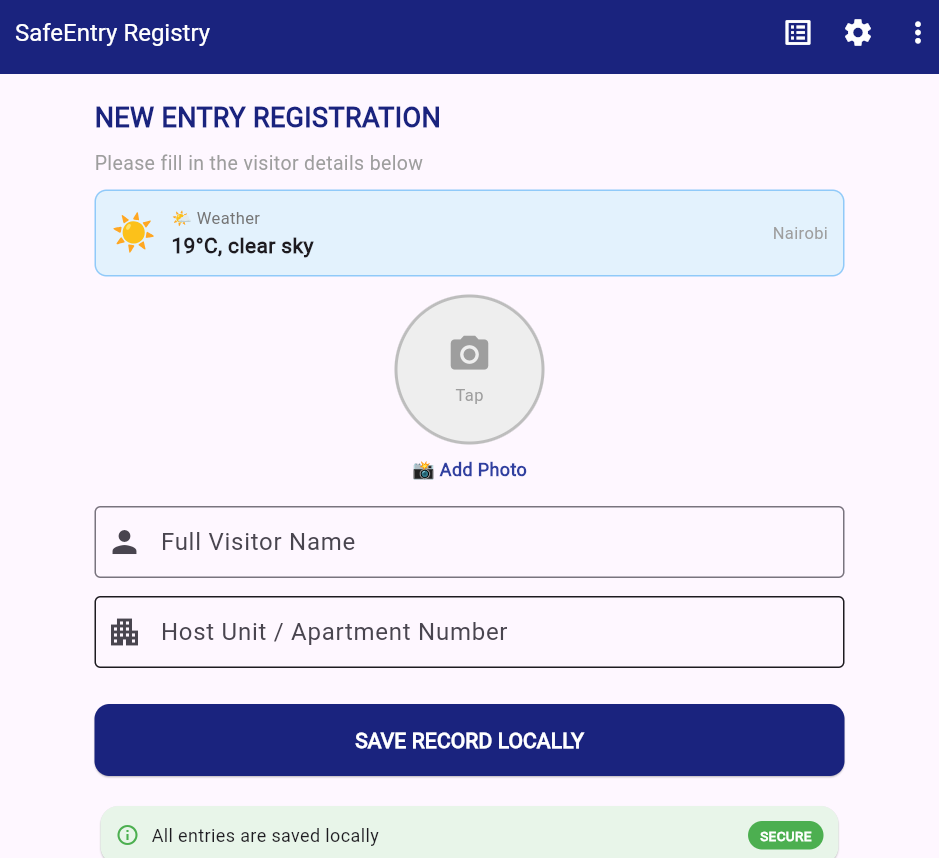 SafeEntry Registry
NEW ENTRY REGISTRATION
Please fill in the visitor details below
Weather
19°C, clear sky
Nairobi
Tap
Add Photo
Full Visitor Name
Host Unit / Apartment Number
SAVE RECORD LOCALLY
All entries are saved locally
SECURE